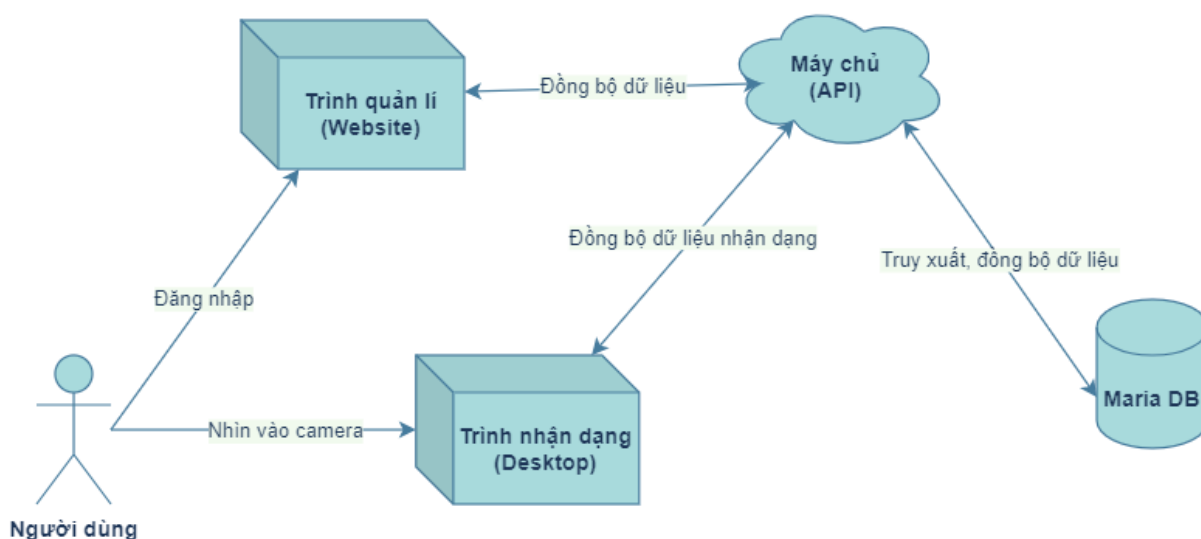 Máy chủ
(API)
Đồng bộ dữ liệu
Trình quản lí
(Website)
Đồng bộ dữ liệu nhận dạng
Truy xuất, đồng bộ dữ liệu
Đăng nhập
Maria DB
Nhìn vào camera
Trình nhận dạng
(Desktop)
Người dùng